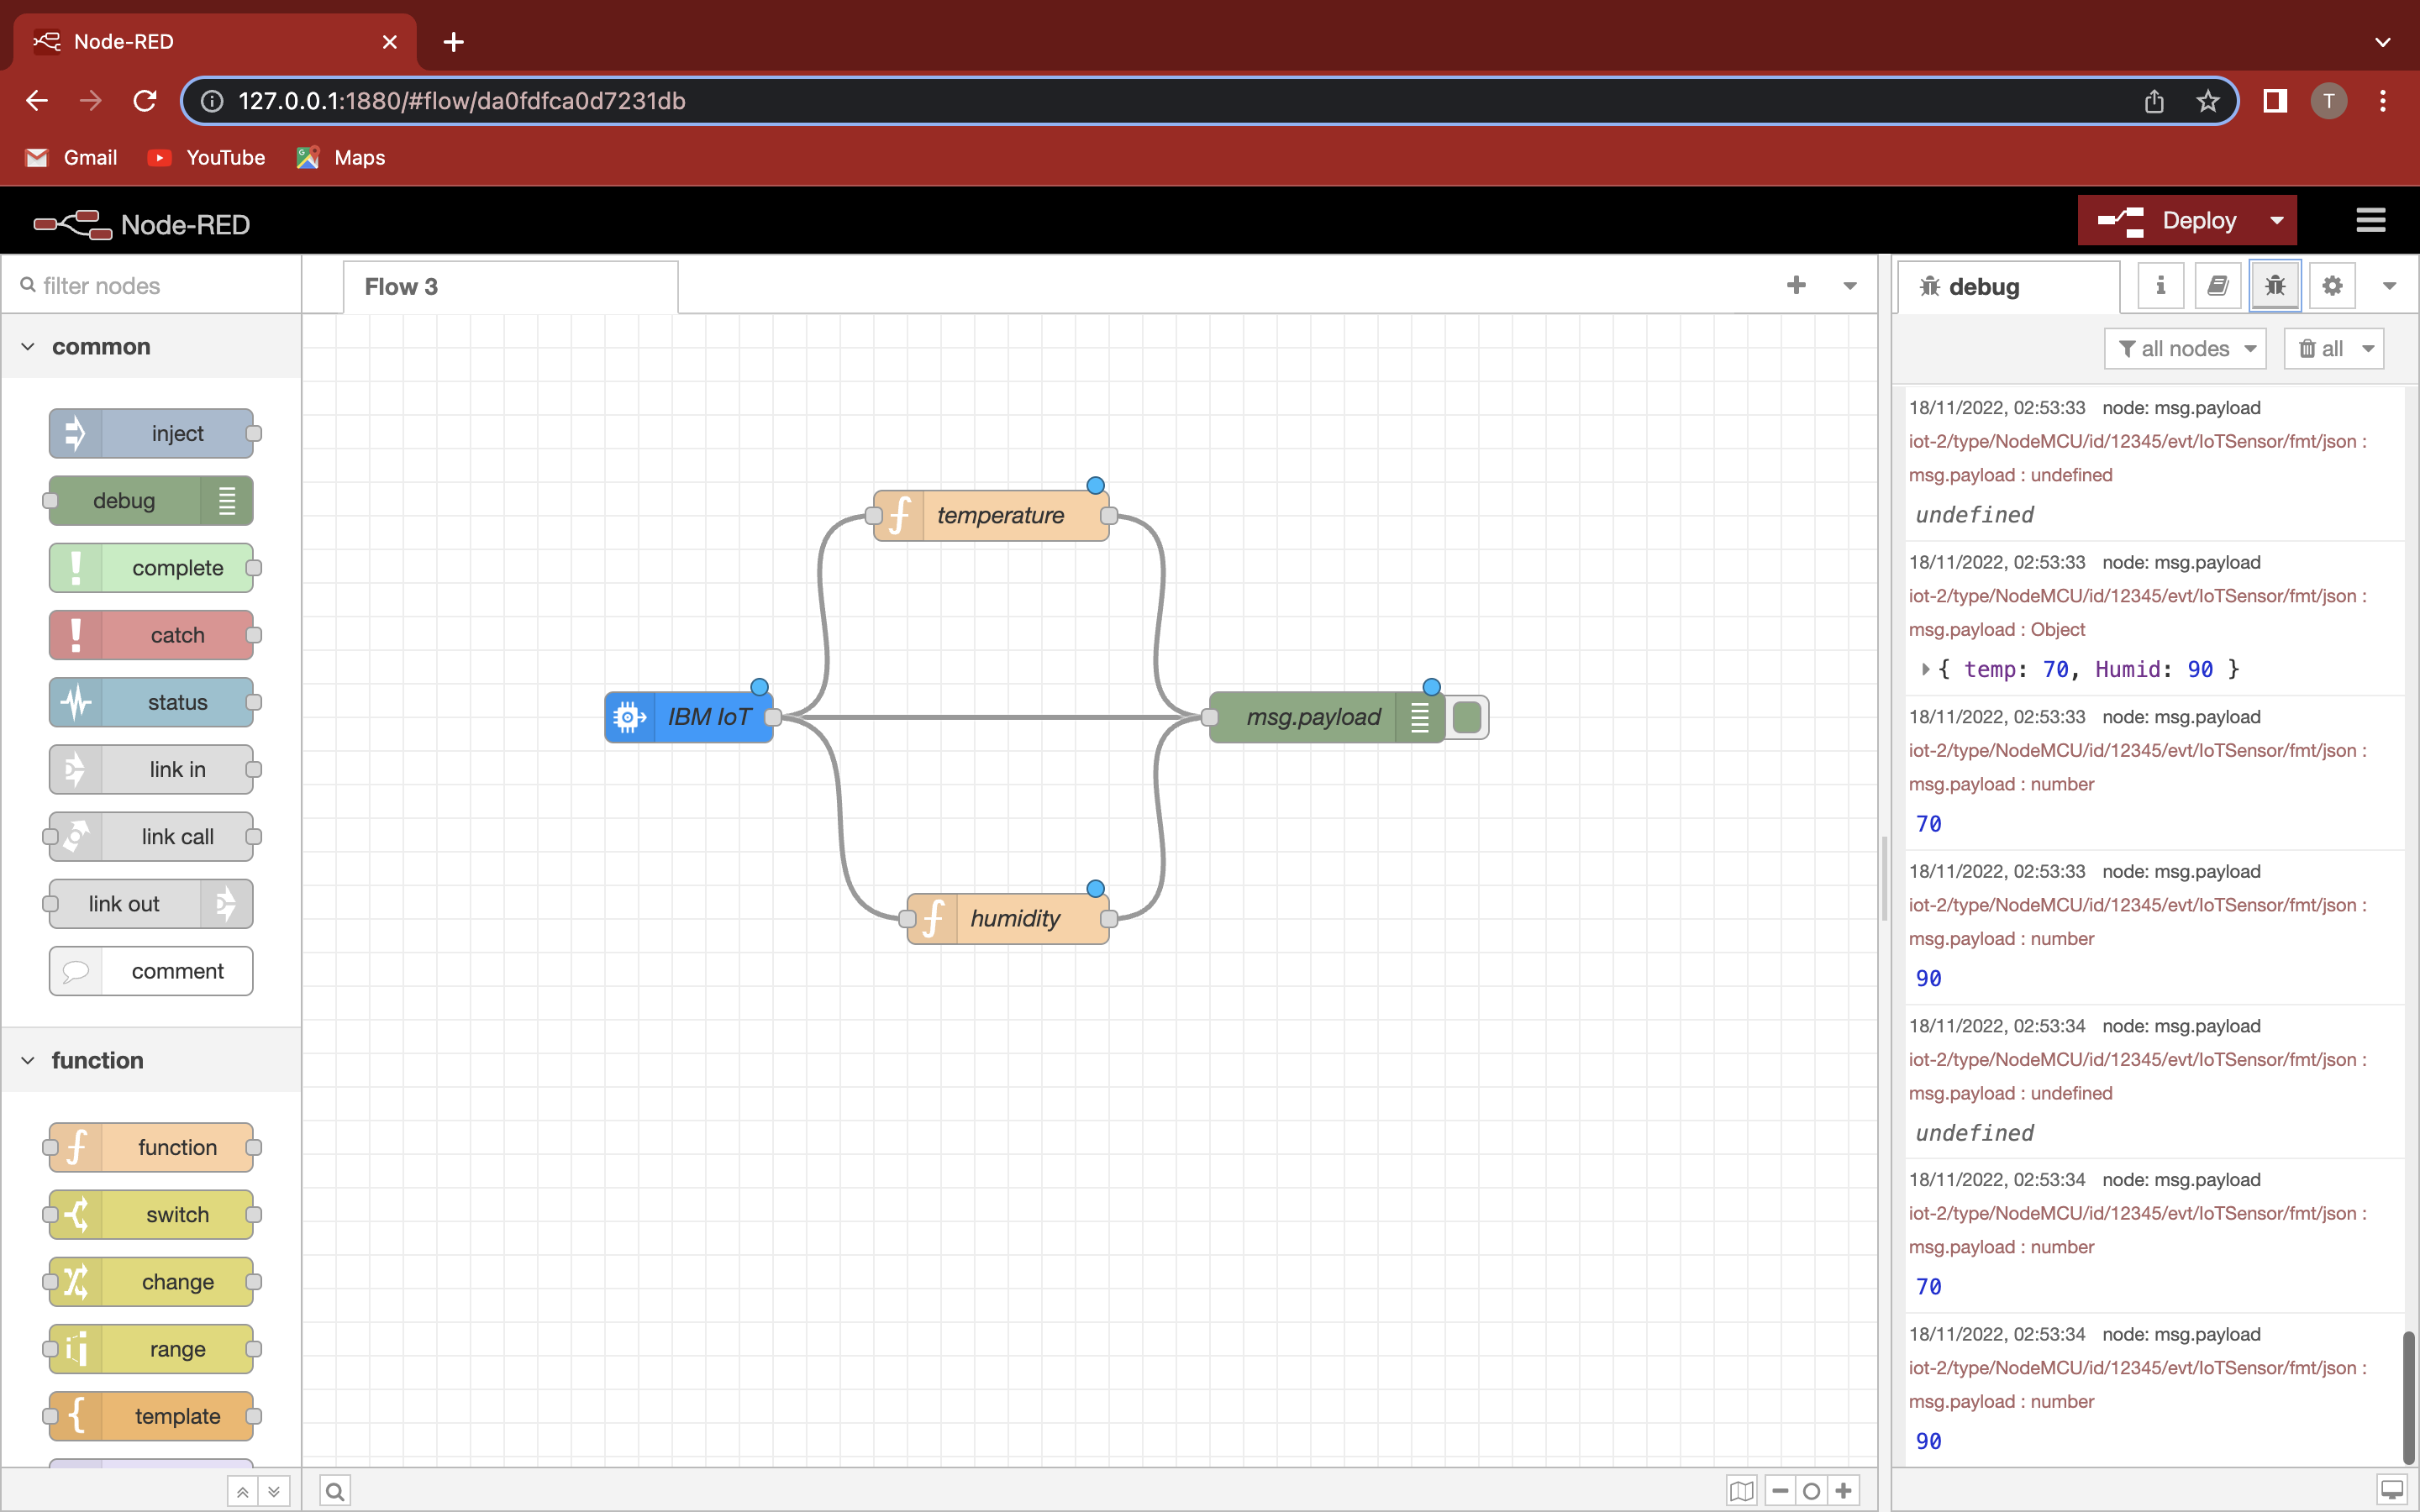 Node-RED
127.0.0.1:1880/#flow/da0fdfca0d7231db
T
Gmail
YouTube
Maps
Node-RED
Deploy
filter nodes
common
inject
debug
complete
catch
status
link in
link call
link out
comment
function
function
switch
change
range
template
Flow 3
temperature
IBM IoT
msg.payload
humidity
debug
all nodes
all
18/11/2022, 02:53:33 node: msg.payload
iot-2/type/NodeMCU/id/12345/evt/IoTSensor/fmt/json :
msg.payload : undefined
undefined
18/11/2022, 02:53:33 node: msg.payload
iot-2/type/NodeMCU/id/12345/evt/IoTSensor/fmt/json :
msg.payload : Object
{ temp: 70, Humid: 90 }
18/11/2022, 02:53:33 node: msg.payload
iot-2/type/NodeMCU/id/12345/evt/IoTSensor/fmt/json :
msg.payload : number
70
18/11/2022, 02:53:33 node: msg.payload
iot-2/type/NodeMCU/id/12345/evt/IoTSensor/fmt/json :
msg.payload : number
90
18/11/2022, 02:53:34 node: msg.payload
iot-2/type/NodeMCU/id/12345/evt/IoTSensor/fmt/json :
msg.payload : undefined
undefined
18/11/2022, 02:53:34 node: msg.payload
iot-2/type/NodeMCU/id/12345/evt/IoTSensor/fmt/json :
msg.payload : number
70
18/11/2022, 02:53:34 node: msg.payload
iot-2/type/NodeMCU/id/12345/evt/IoTSensor/fmt/json :
msg.payload : number
90